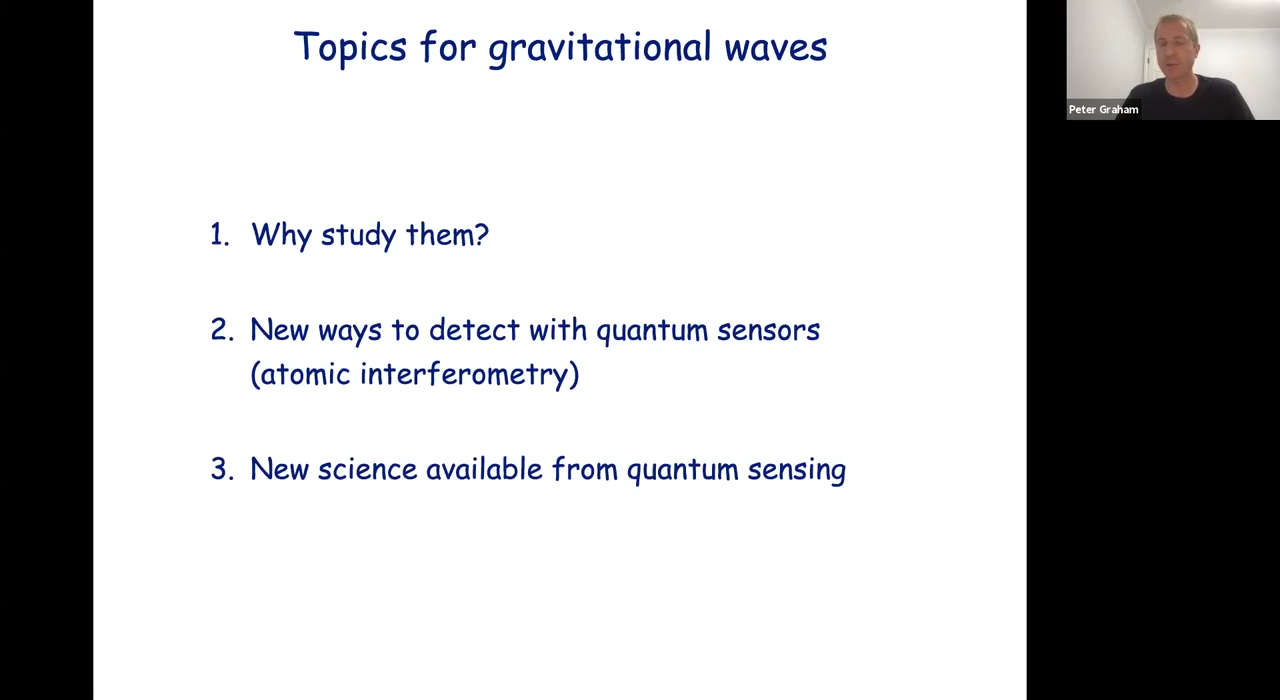 Topics for gravitational waves
Peter Graham
1. Why study them?
2. New ways to detect with quantum sensors
(atomic interferometry)
3. New science available from quantum sensing